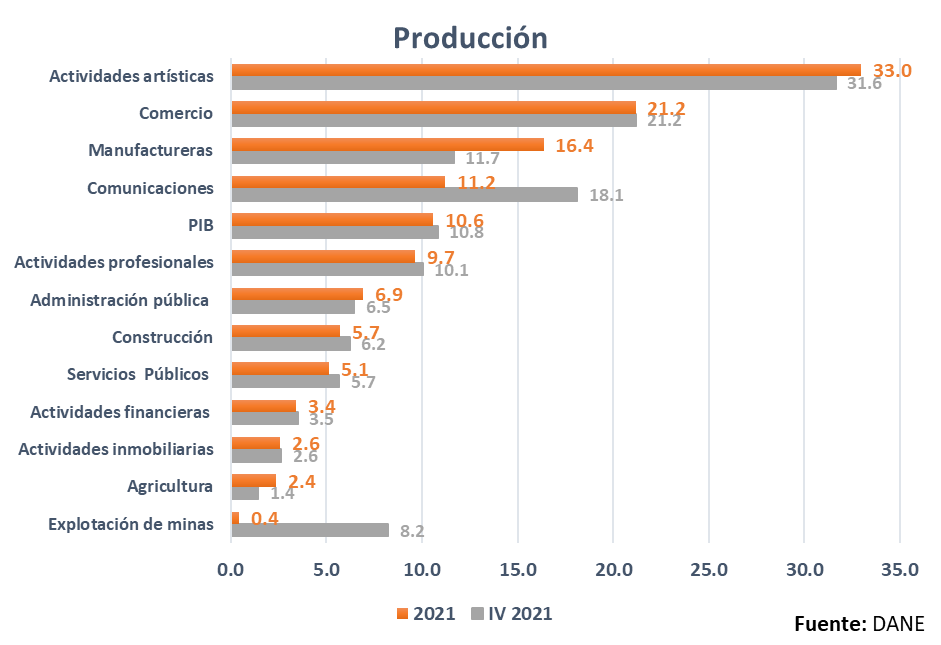 Producción
Actividades artísticas 33.0 31.6
Comercio 21.2 21.2
Manufactureras 16.4 11.7
Comunicaciones 11.2 18.1
PIB 10.6 10.8
Actividades profesionales 9.7 10.1
Administración pública 6.9 6.5
Construcción 5.7 6.2
Servicios Públicos 5.1 5.7
Actividades financieras 3.4 3.5
Actividades inmobiliarias 2.6 2.6
Agricultura 2.4 1.4
Explotación de minas 0.4 8.2
0.0 5.0 10.0 15.0 20.0 25.0 30.0 35.0
2021 IV 2021
Fuente: DANE